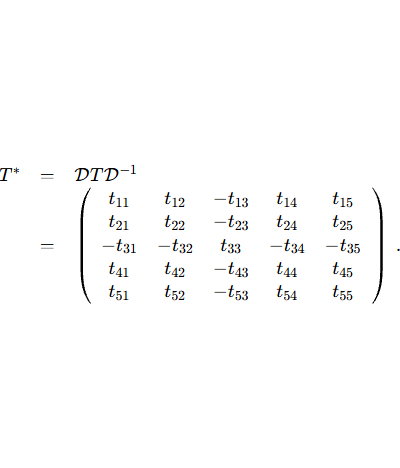 T* = 𝒟T𝒟⁻¹
= ( t₁₁ t₁₂ −t₁₃ t₁₄ t₁₅
t₂₁ t₂₂ −t₂₃ t₂₄ t₂₅
−t₃₁ −t₃₂ t₃₃ −t₃₄ −t₃₅
t₄₁ t₄₂ −t₄₃ t₄₄ t₄₅
t₅₁ t₅₂ −t₅₃ t₅₄ t₅₅ ) .